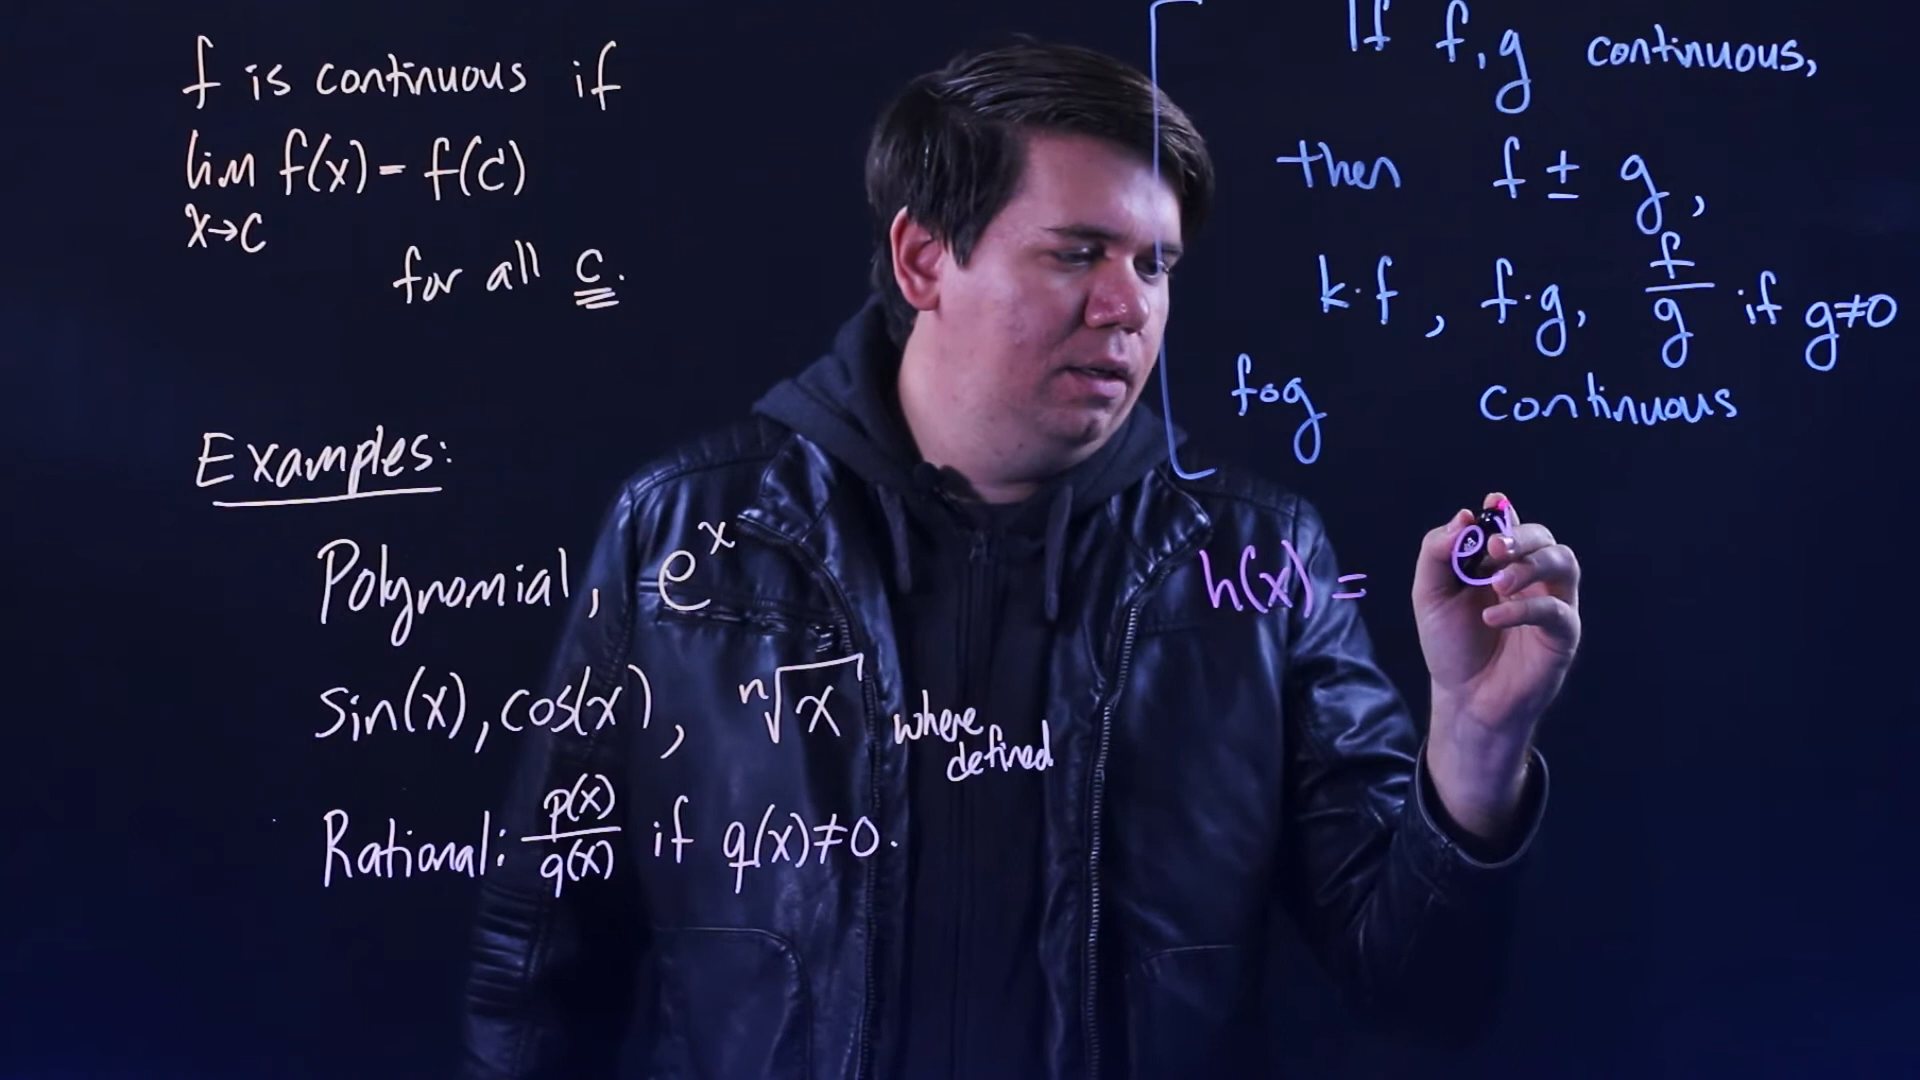 f is continuous if
lim f(x) = f(c)
x→c
for all c.
Examples:
Polynomial, eˣ
sin(x), cos(x), ⁿ√x where defined
Rational: p(x)/q(x) if q(x)≠0.
If f, g continuous,
then f ± g,
k·f, f·g, f/g if g≠0
f∘g continuous
h(x) = e